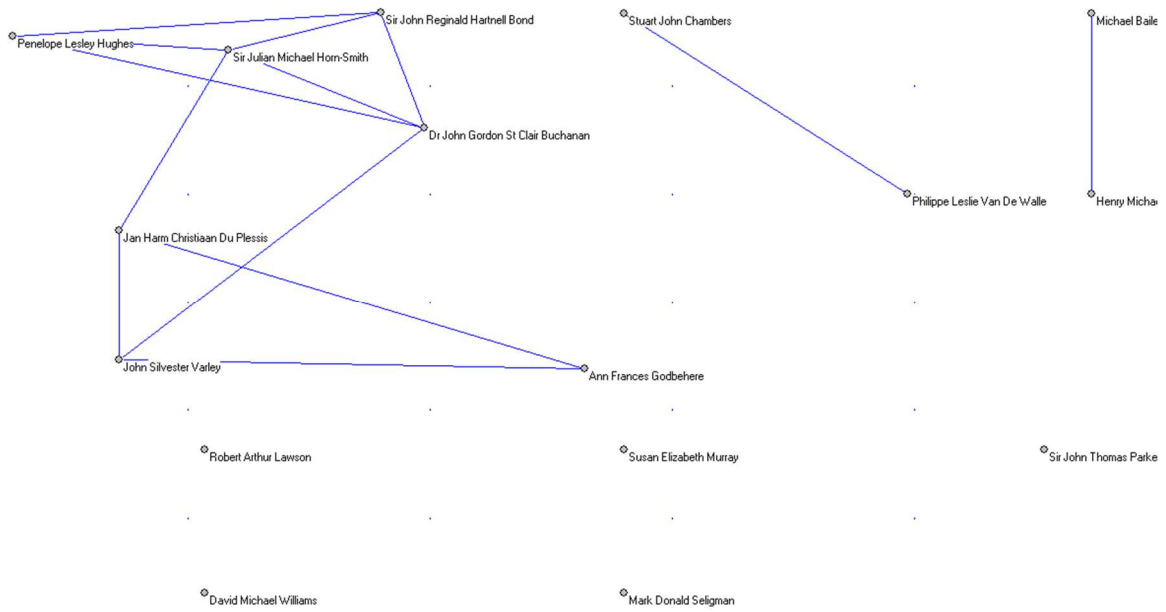 Sir John Reginald Hartnell Bond
Stuart John Chambers
Michael Baile
Penelope Lesley Hughes
Sir Julian Michael Horn-Smith
Dr John Gordon St Clair Buchanan
Philippe Leslie Van De Walle
Henry Michae
Jan Harm Christiaan Du Plessis
John Silvester Varley
Ann Frances Godbehere
Robert Arthur Lawson
Susan Elizabeth Murray
Sir John Thomas Parke
David Michael Williams
Mark Donald Seligman